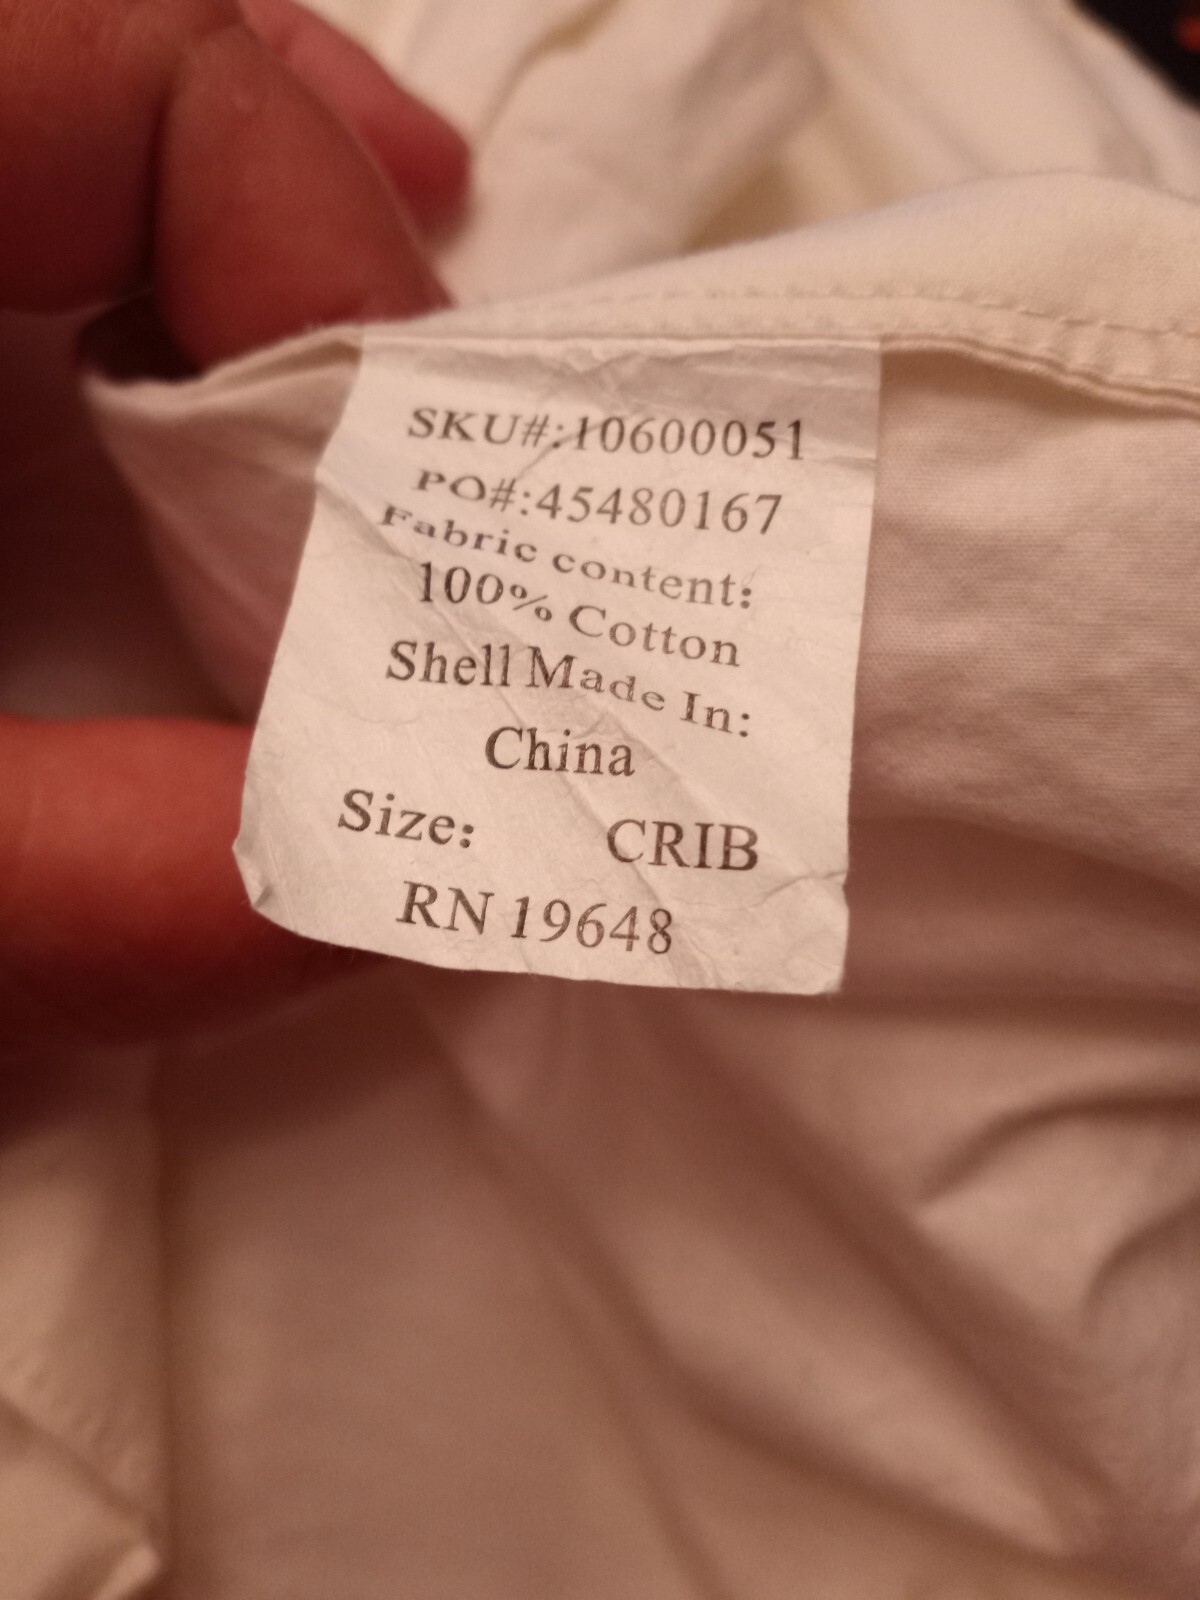 SKU#:10600051
PO#:45480167
Fabric content:
100% Cotton
Shell Made In:
China
Size: CRIB
RN 19648